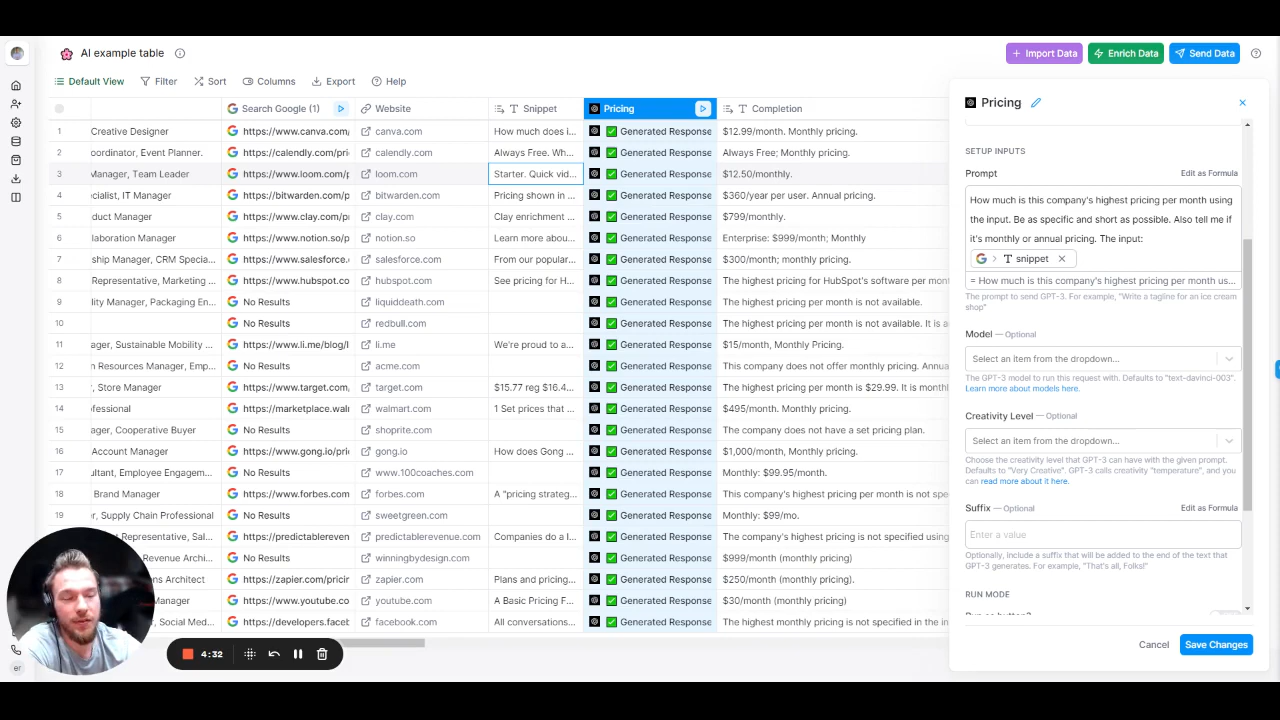 AI example table
Import Data
Enrich Data
Send Data
Default View
Filter
Sort
Columns
Export
Help
Search Google (1)
Website
Snippet
Pricing
Completion
1 Creative Designer https://www.canva.com/ canva.com How much does i... Generated Response $12.99/month. Monthly pricing.
2 oordinator, Event Planner. https://calendly.com/pri calendly.com Always Free. Wh... Generated Response Always Free; Monthly pricing.
3 Manager, Team Leader https://www.loom.com/p loom.com Starter. Quick vid... Generated Response $12.50/monthly.
4 ecialist, IT Manager https://bitwarden.com/p bitwarden.com Pricing shown in ... Generated Response $360/year per user. Annual pricing.
5 duct Manager https://www.clay.com/pr clay.com Clay enrichment ... Generated Response $799/monthly.
6 llaboration Manager https://www.notion.so/p notion.so Learn more abou... Generated Response Enterprise: $999/month; Monthly
7 ership Manager, CRM Specia... https://www.salesforce. salesforce.com From our popular... Generated Response $300/month; monthly pricing.
8 Representative, Marketing ... https://www.hubspot.co hubspot.com See pricing for H... Generated Response The highest pricing for HubSpot's software per mon
9 lity Manager, Packaging En... No Results liquiddeath.com Generated Response The highest pricing per month is not available.
10 No Results redbull.com Generated Response The highest pricing per month is not available. It is a
11 ager, Sustainable Mobility ... https://www.li.me/blog/l li.me We're proud to a... Generated Response $15/month, Monthly Pricing.
12 n Resources Manager, Emp... No Results acme.com Generated Response This company does not offer monthly pricing. Annua
13 r, Store Manager https://www.target.com, target.com $15.77 reg $16.4... Generated Response The highest pricing per month is $29.99. It is month
14 ofessional https://marketplace.wal walmart.com 1 Set prices that ... Generated Response $495/month. Monthly pricing.
15 ager, Cooperative Buyer No Results shoprite.com Generated Response The company does not have a set pricing plan.
16 Account Manager https://www.gong.io/pri gong.io How does Gong ... Generated Response $1,000/month, Monthly pricing.
17 ultant, Employee Engagem... No Results www.100coaches.com Generated Response Monthly: $99.95/month.
18 Brand Manager https://www.forbes.com forbes.com A "pricing strateg... Generated Response This company's highest pricing per month is not spe
19 r, Supply Chain Professional No Results sweetgreen.com Generated Response Monthly: $99/mo.
nt Representative, Sal... https://predictablereven predictablerevenue.com Companies do a l... Generated Response The company's highest pricing is not specified using
Revenue Archi... No Results winningbydesign.com Generated Response $999/month (monthly pricing)
ns Architect https://zapier.com/pricin zapier.com Plans and pricing... Generated Response $250/month (monthly pricing).
Manager https://www.youtube.co youtube.com A Basic Pricing F... Generated Response $30/month (monthly pricing)
, Social Med... https://developers.faceb facebook.com All conversations... Generated Response The highest monthly pricing is not specified in the in
4:32
er
Pricing
SETUP INPUTS
Prompt Edit as Formula
How much is this company's highest pricing per month using
the input. Be as specific and short as possible. Also tell me if
it's monthly or annual pricing. The input:
snippet
= How much is this company's highest pricing per month us...
The prompt to send GPT-3. For example, "Write a tagline for an ice cream
shop"
Model — Optional
Select an item from the dropdown...
The GPT-3 model to run this request with. Defaults to "text-davinci-003".
Learn more about models here.
Creativity Level — Optional
Select an item from the dropdown...
Choose the creativity level that GPT-3 can have with the given prompt.
Defaults to "Very Creative". GPT-3 calls creativity "temperature", and you
can read more about it here.
Suffix — Optional Edit as Formula
Enter a value
Optionally, include a suffix that will be added to the end of the text that
GPT-3 generates. For example, "That's all, Folks!"
RUN MODE
Cancel
Save Changes